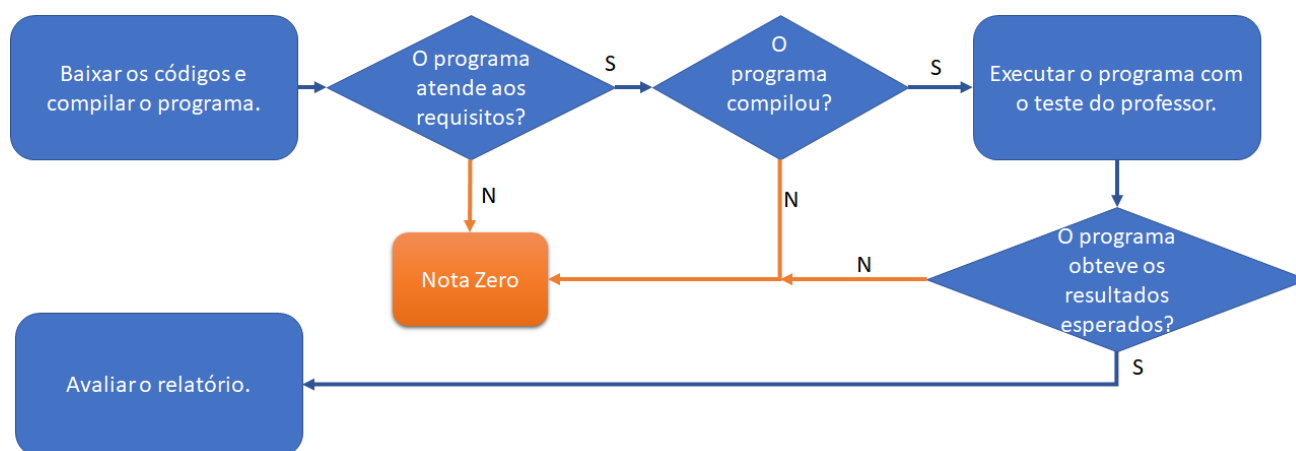 Baixar os códigos e
compilar o programa.
O programa
atende aos
requisitos?
S
O
programa
compilou?
S
Executar o programa com
o teste do professor.
N
N
Nota Zero
N
O programa
obteve os
resultados
esperados?
S
Avaliar o relatório.